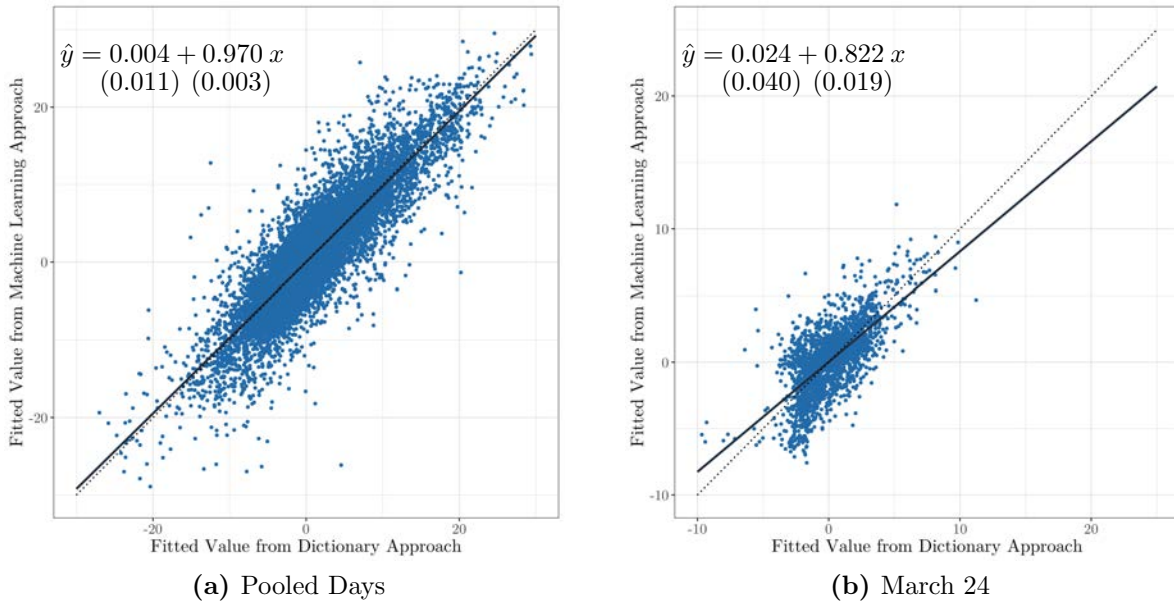 ŷ = 0.004 + 0.970 x
(0.011) (0.003)
Fitted Value from Machine Learning Approach
20
0
-20
-20
0
20
Fitted Value from Dictionary Approach
(a) Pooled Days
ŷ = 0.024 + 0.822 x
(0.040) (0.019)
Fitted Value from Machine Learning Approach
20
10
0
-10
-10
0
10
20
Fitted Value from Dictionary Approach
(b) March 24